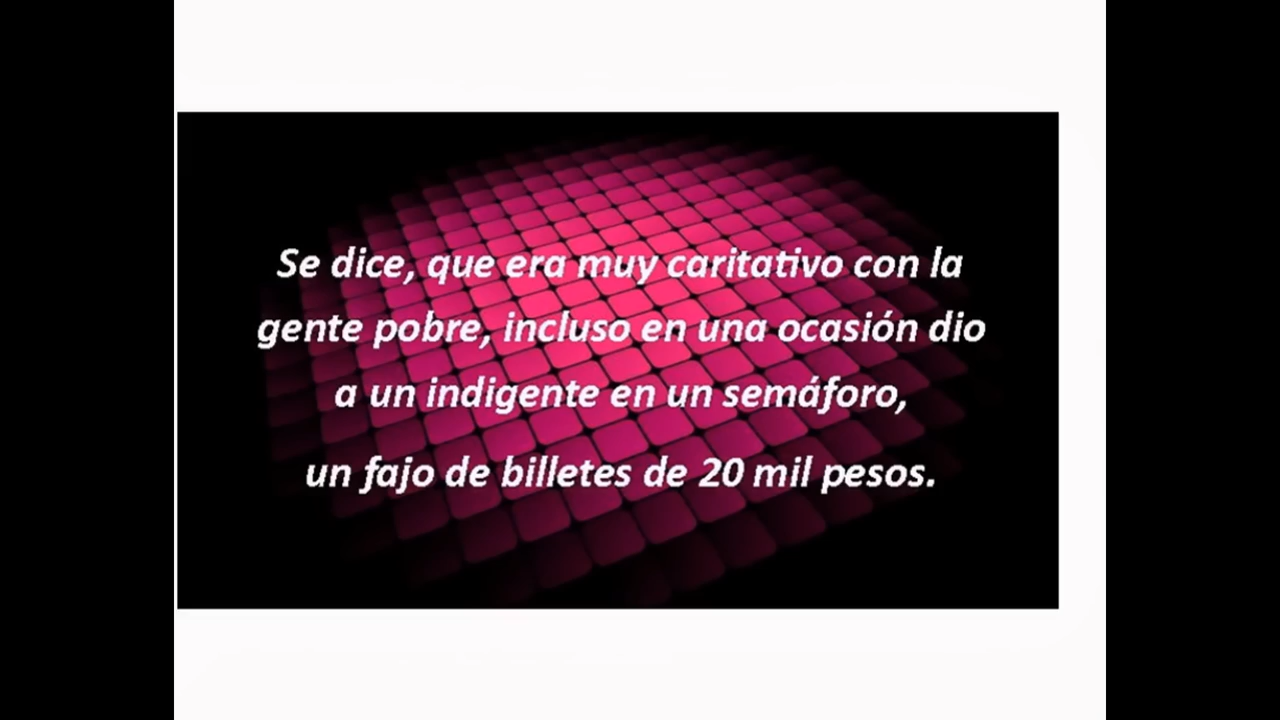 Se dice, que era muy caritativo con la
gente pobre, incluso en una ocasión dio
a un indigente en un semáforo,
un fajo de billetes de 20 mil pesos.